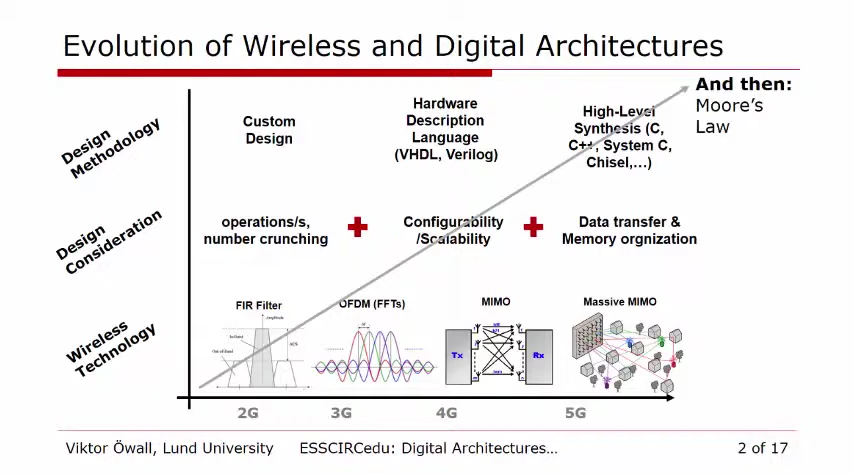 Evolution of Wireless and Digital Architectures
And then:
Moore's
Law
Design
Methodology
Custom
Design
Hardware
Description
Language
(VHDL, Verilog)
High-Level
Synthesis (C,
C++, System C,
Chisel,...)
Design
Consideration
operations/s,
number crunching
Configurability
/Scalability
Data transfer &
Memory orgnization
Wireless
Technology
FIR Filter
Amplitude
OFDM (FFTs)
MIMO
Tx
Rx
Massive MIMO
2G
3G
4G
5G
Viktor Öwall, Lund University
ESSCIRCedu: Digital Architectures...
2 of 17